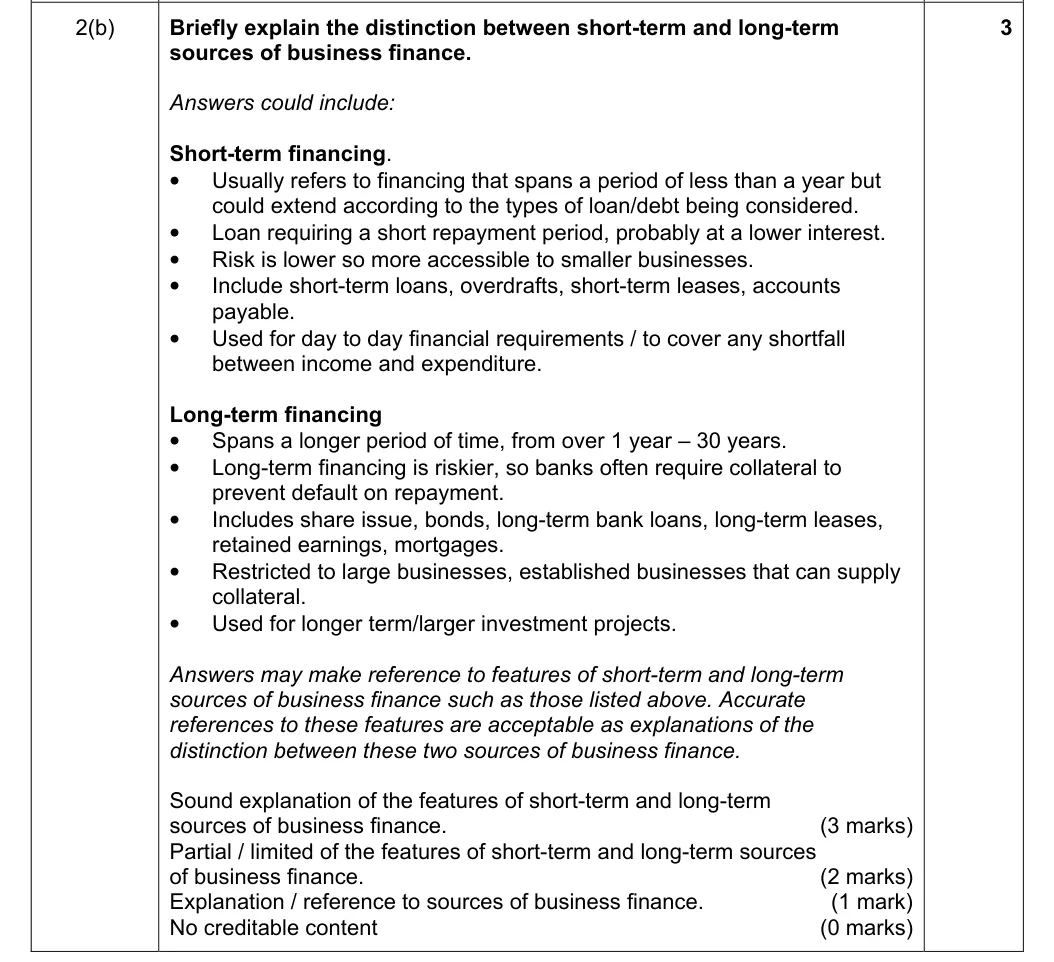 2(b) Briefly explain the distinction between short-term and long-term 3
sources of business finance.
Answers could include:
Short-term financing.
• Usually refers to financing that spans a period of less than a year but
could extend according to the types of loan/debt being considered.
• Loan requiring a short repayment period, probably at a lower interest.
• Risk is lower so more accessible to smaller businesses.
• Include short-term loans, overdrafts, short-term leases, accounts
payable.
• Used for day to day financial requirements / to cover any shortfall
between income and expenditure.
Long-term financing
• Spans a longer period of time, from over 1 year – 30 years.
• Long-term financing is riskier, so banks often require collateral to
prevent default on repayment.
• Includes share issue, bonds, long-term bank loans, long-term leases,
retained earnings, mortgages.
• Restricted to large businesses, established businesses that can supply
collateral.
• Used for longer term/larger investment projects.
Answers may make reference to features of short-term and long-term
sources of business finance such as those listed above. Accurate
references to these features are acceptable as explanations of the
distinction between these two sources of business finance.
Sound explanation of the features of short-term and long-term
sources of business finance. (3 marks)
Partial / limited of the features of short-term and long-term sources
of business finance. (2 marks)
Explanation / reference to sources of business finance. (1 mark)
No creditable content (0 marks)